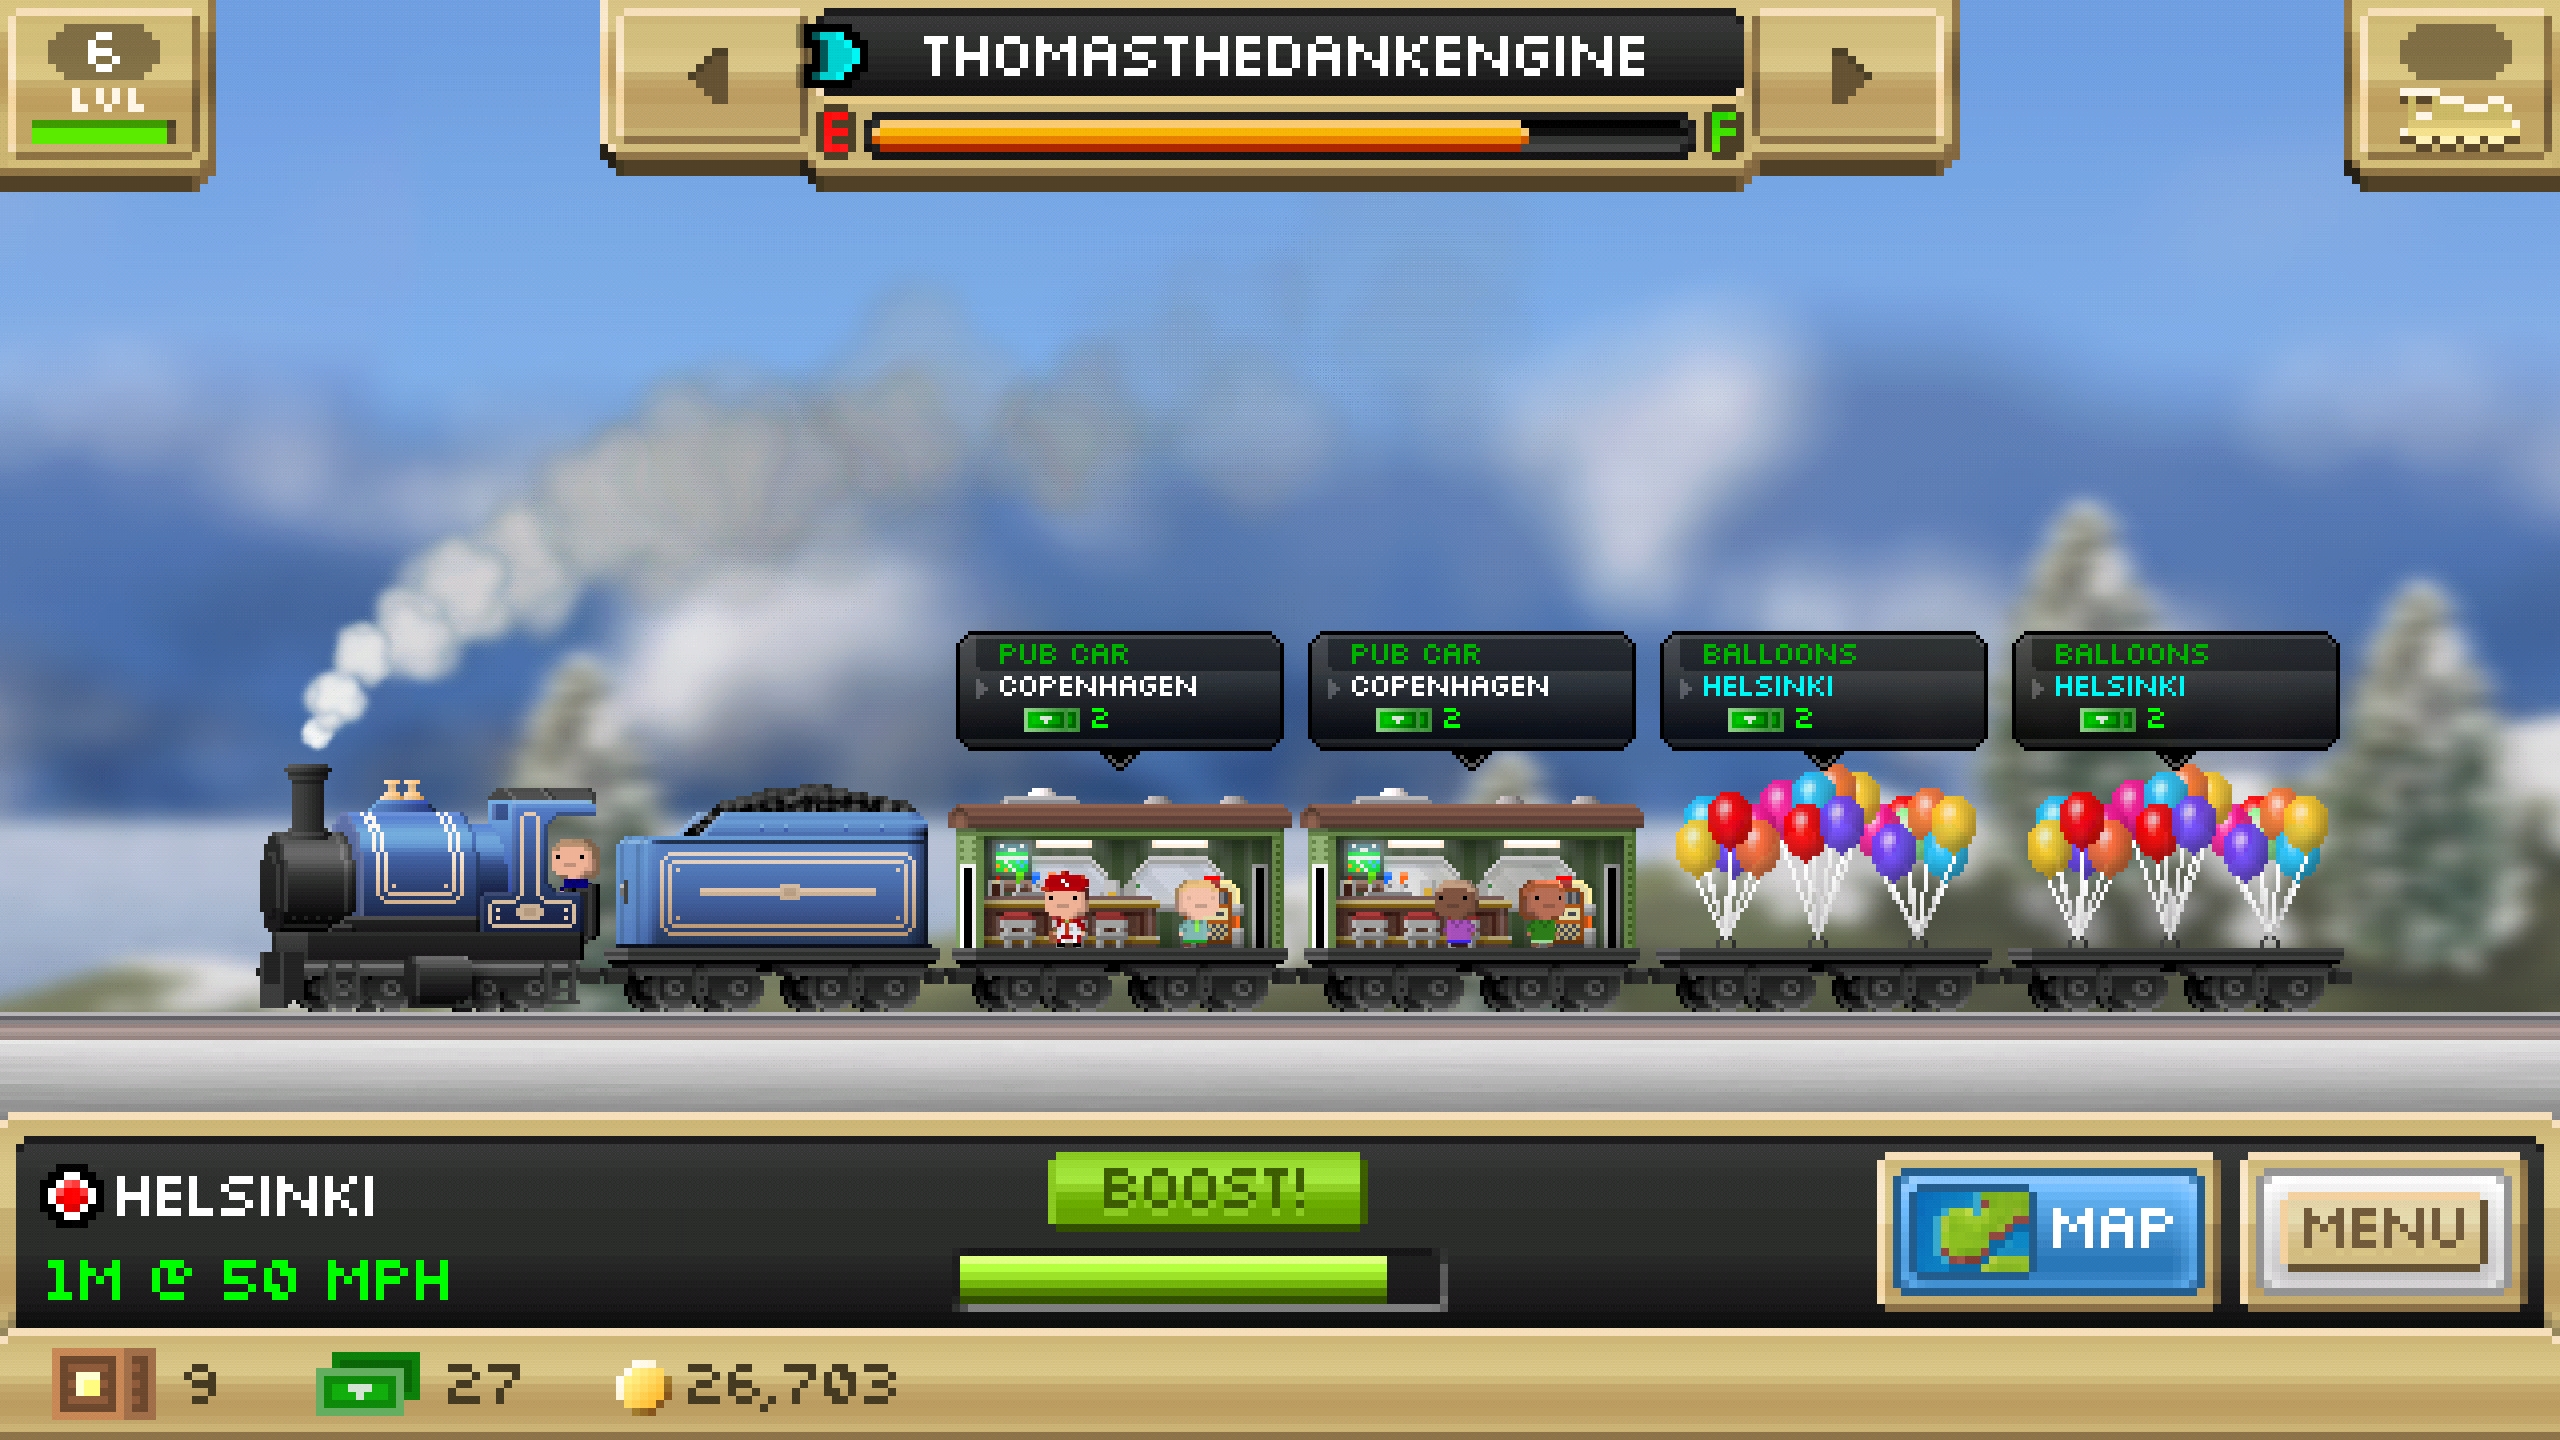 6
LVL
THOMASTHEDANKENGINE
E F
PUB CAR
COPENHAGEN
2
PUB CAR
COPENHAGEN
2
BALLOONS
HELSINKI
2
BALLOONS
HELSINKI
2
HELSINKI
1M @ 50 MPH
BOOST!
MAP
MENU
9
27
26,703